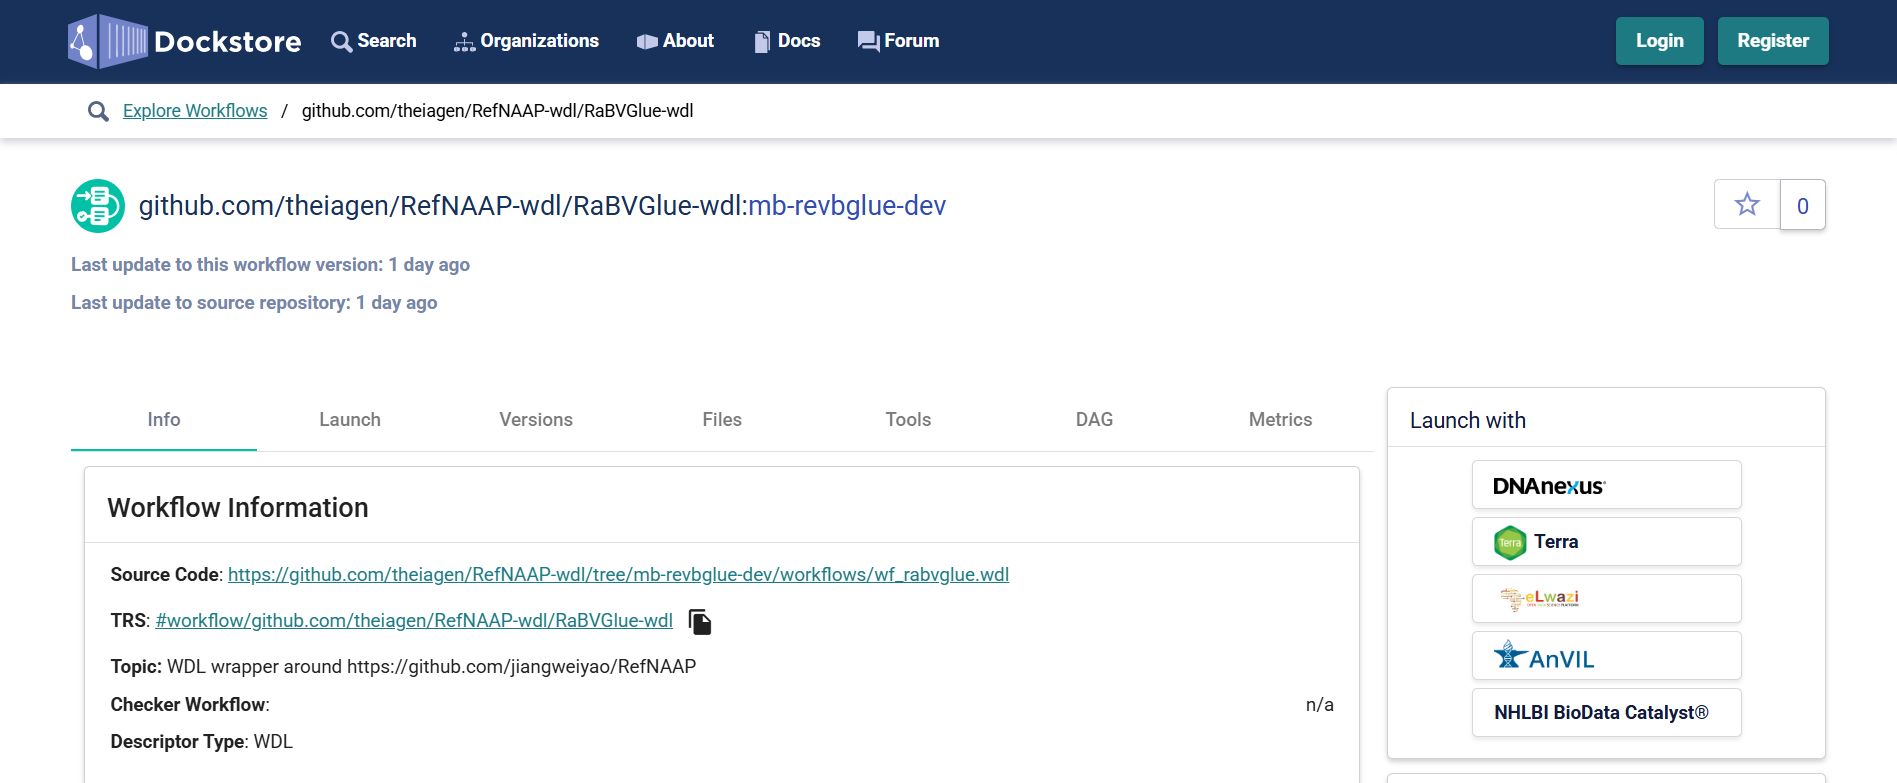 Dockstore Search Organizations About Docs Forum Login Register
Explore Workflows / github.com/theiagen/RefNAAP-wdl/RaBVGlue-wdl
github.com/theiagen/RefNAAP-wdl/RaBVGlue-wdl:mb-revbglue-dev 0
Last update to this workflow version: 1 day ago
Last update to source repository: 1 day ago
Info Launch Versions Files Tools DAG Metrics
Workflow Information
Source Code: https://github.com/theiagen/RefNAAP-wdl/tree/mb-revbglue-dev/workflows/wf_rabvglue.wdl
TRS: #workflow/github.com/theiagen/RefNAAP-wdl/RaBVGlue-wdl
Topic: WDL wrapper around https://github.com/jiangweiyao/RefNAAP
Checker Workflow: n/a
Descriptor Type: WDL
Launch with
DNAnexus
Terra Terra
eLwazi
AnVIL
NHLBI BioData Catalyst®